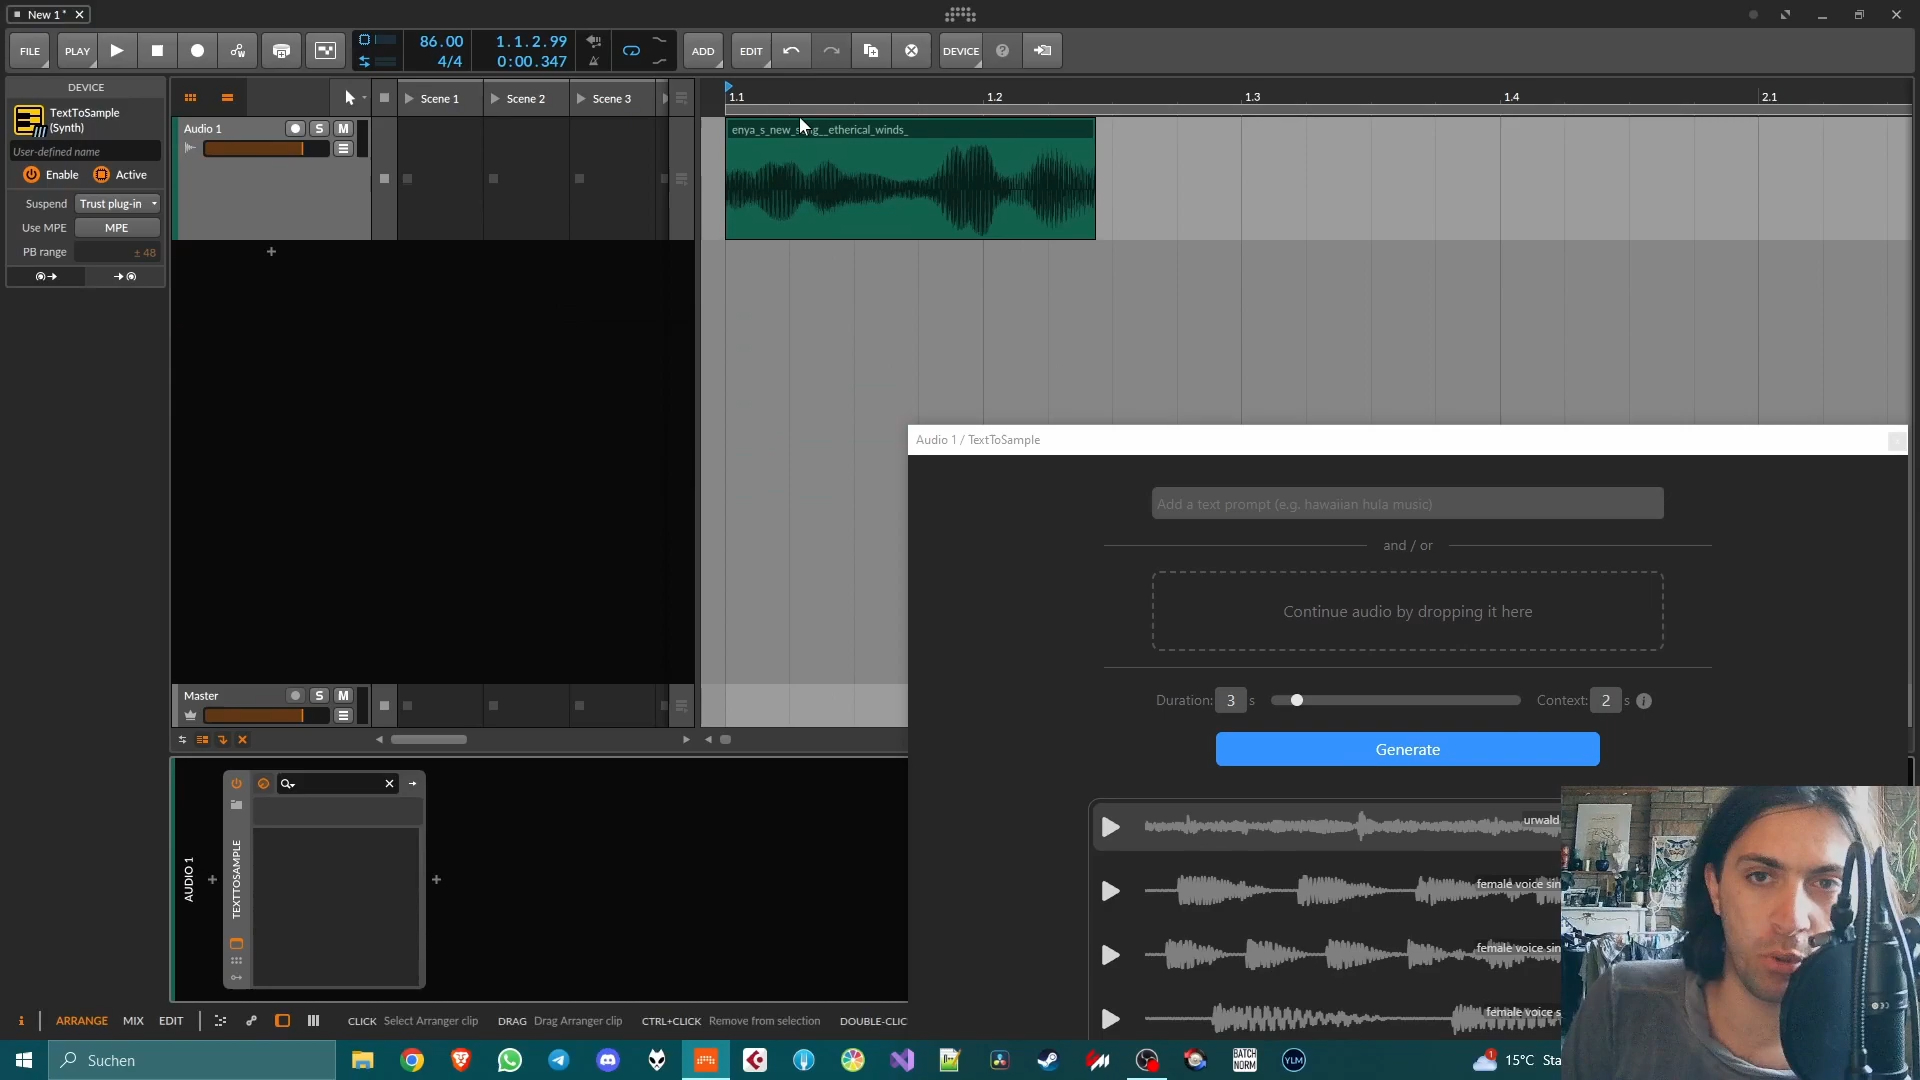 New 1*
FILE
PLAY
86.00
4/4
1.1.2.99
0:00.347
ADD
EDIT
DEVICE
DEVICE
TextToSample
(Synth)
User-defined name
Enable
Active
Suspend
Trust plug-in
Use MPE
MPE
PB range
± 48
Scene 1
Scene 2
Scene 3
1.1
1.2
1.3
1.4
2.1
Audio 1
S
M
Master
S
M
Audio 1 / TextToSample
Add a text prompt (e.g. hawaiian hula music)
and / or
Continue audio by dropping it here
Duration:
3
s
Context:
2
s
Generate
urwald
female voice sin
female voice sin
female voice s
AUDIO 1
TEXTTOSAMPLE
ARRANGE
MIX
EDIT
CLICK Select Arranger clip
DRAG Drag Arranger clip
CTRL+CLICK Remove from selection
DOUBLE-CLIC
Suchen
BATCH
NORM
YLM
1
15°C Sta